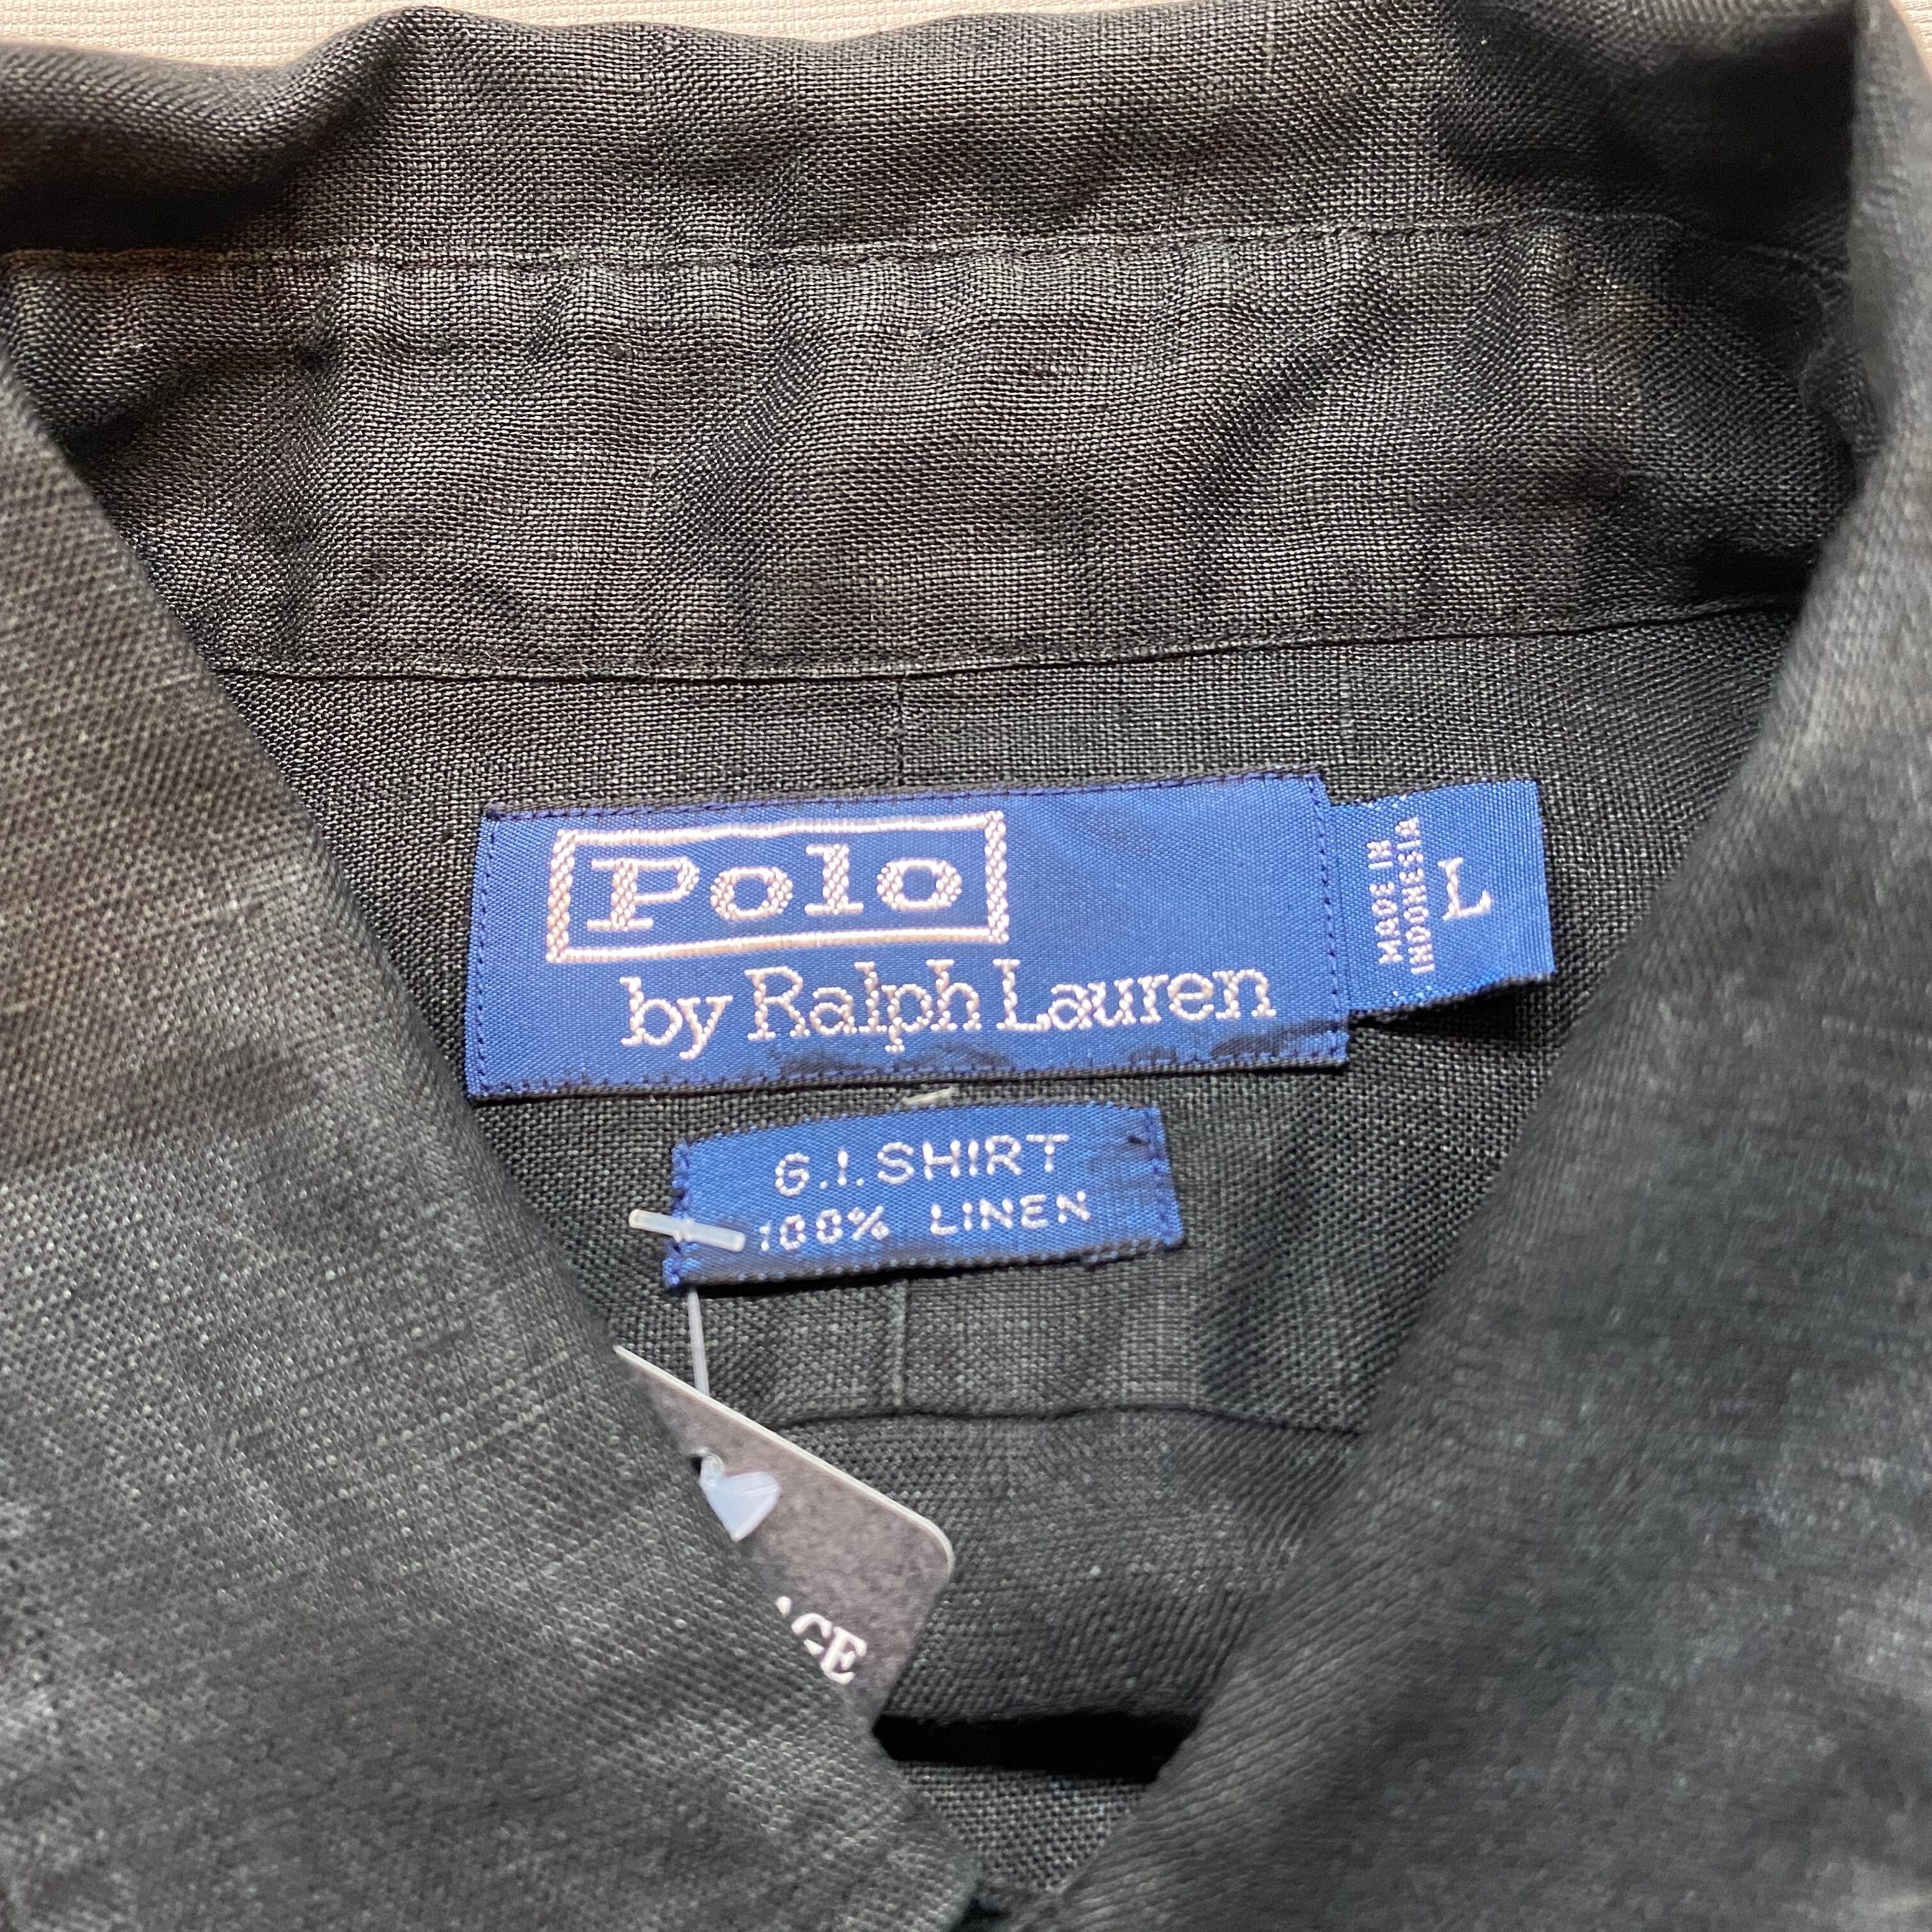 Polo
by Ralph Lauren
MADE IN
INDONESIA
L
G.I. SHIRT
100% LINEN